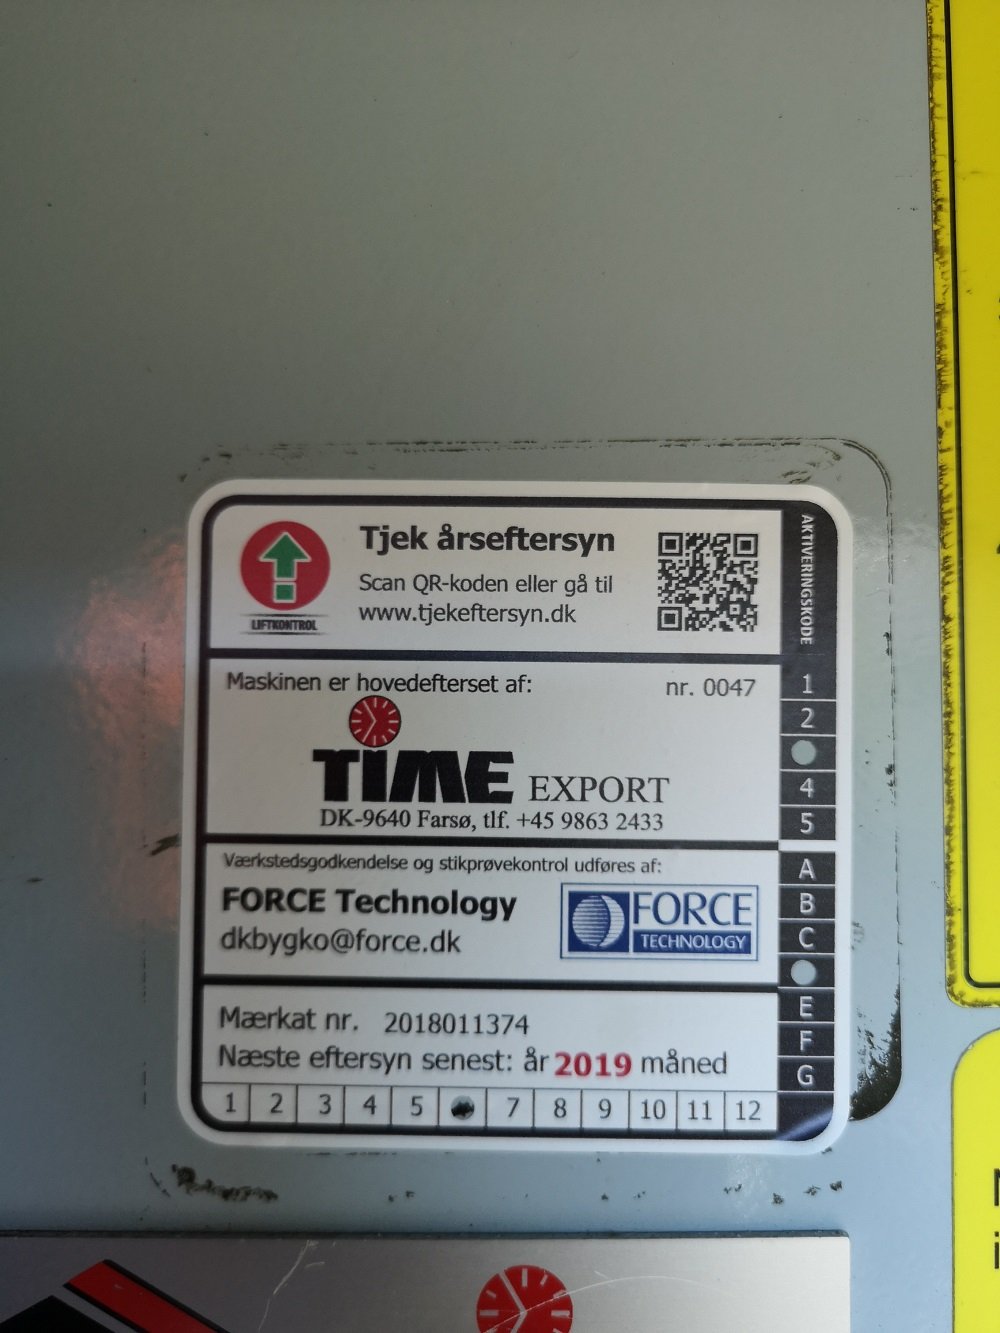 Tjek årseftersyn
Scan QR-koden eller gå til
www.tjekeftersyn.dk
LIFTKONTROL
AKTIVERINGSKODE
Maskinen er hovedefterset af:
nr. 0047
TIME EXPORT
DK-9640 Farsø, tlf. +45 9863 2433
1
2
4
5
Værkstedsgodkendelse og stikprøvekontrol udføres af:
FORCE Technology
dkbygko@force.dk
FORCE
TECHNOLOGY
A
B
C
E
F
G
Mærkat nr. 2018011374
Næste eftersyn senest: år 2019 måned
1 2 3 4 5 7 8 9 10 11 12